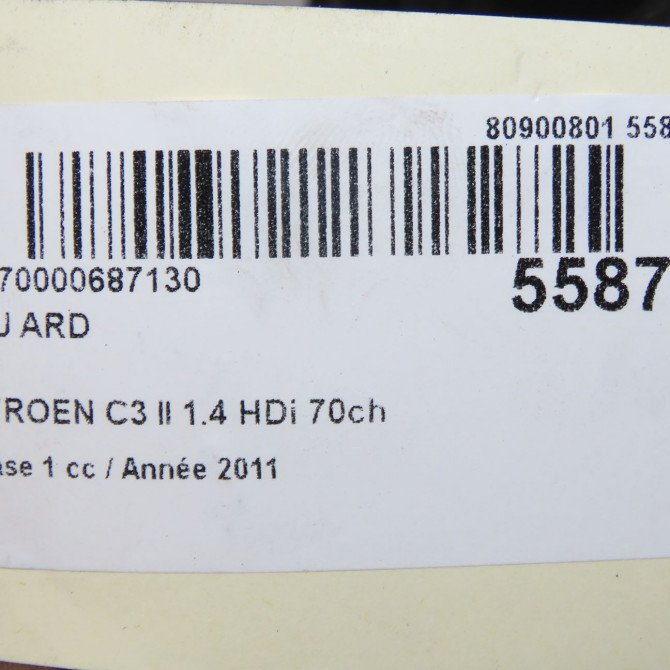 80900801 558
70000687130
5587
ARD
ROEN C3 II 1.4 HDi 70ch
ase 1 cc / Année 2011